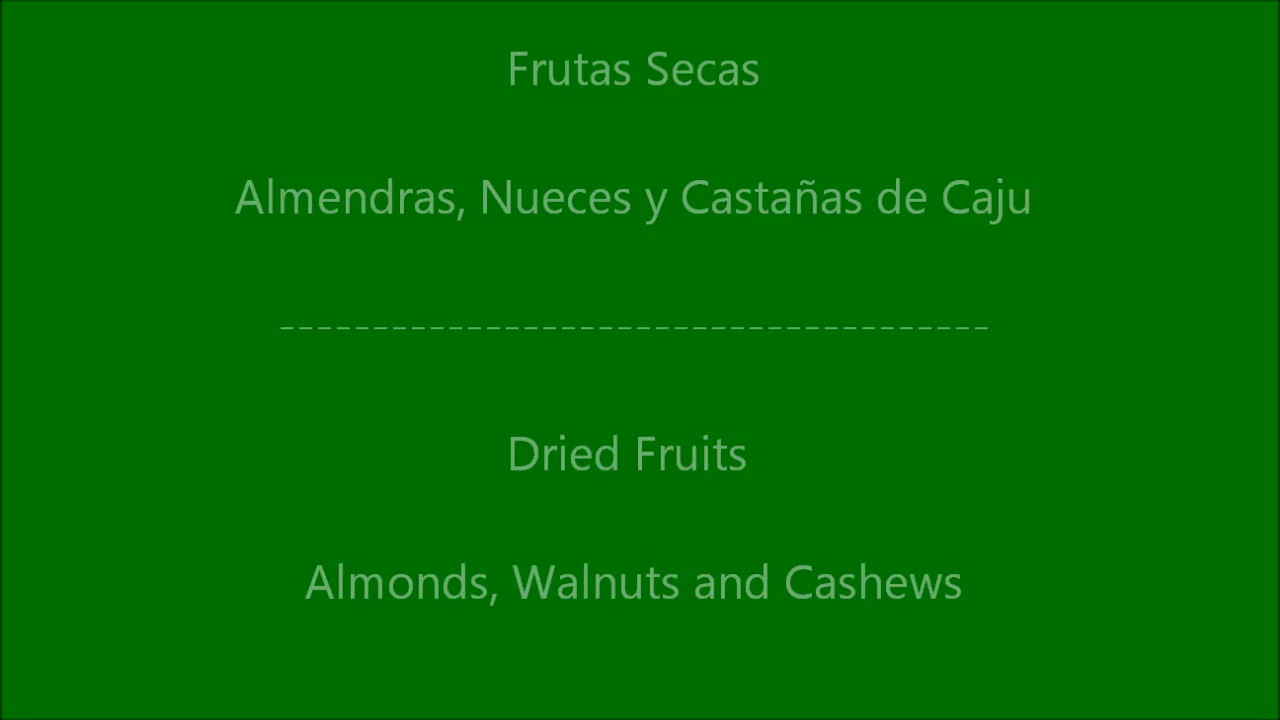 Frutas Secas
Almendras, Nueces y Castañas de Caju
--------------------------------------
Dried Fruits
Almonds, Walnuts and Cashews